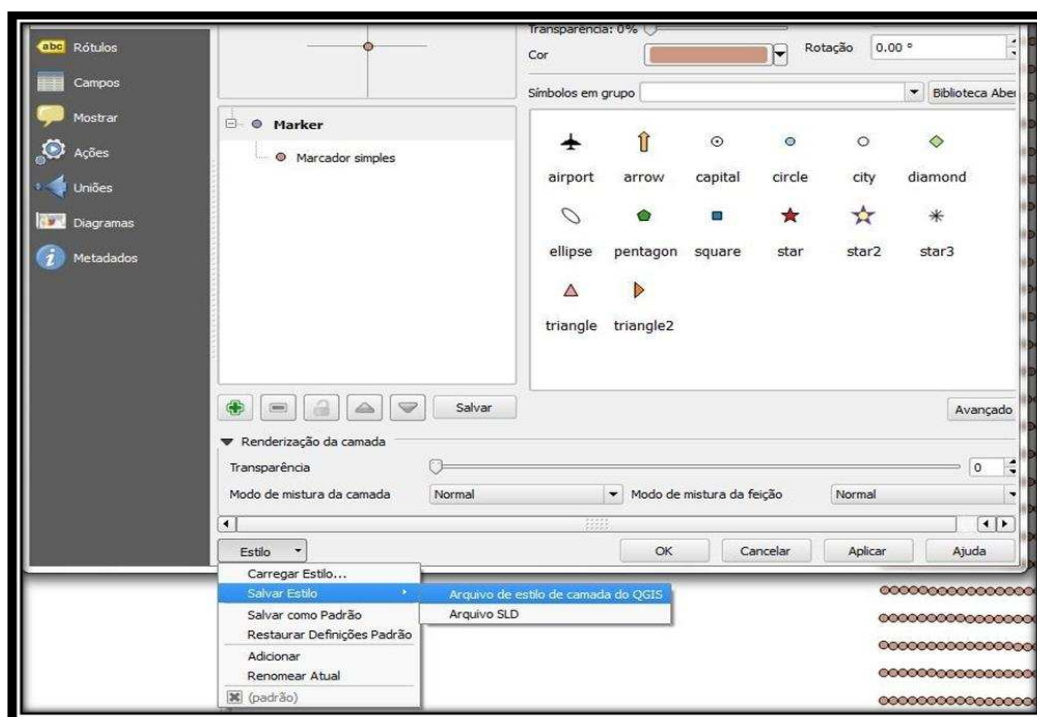 Transparência: 0%
Cor
Rotação 0.00 °
Símbolos em grupo
Biblioteca Aber
abc Rótulos
Campos
Mostrar
Ações
Uniões
Diagramas
Metadados
Marker
Marcador simples
airport arrow capital circle city diamond
ellipse pentagon square star star2 star3
triangle triangle2
Salvar
Avançado
Renderização da camada
Transparência 0
Modo de mistura da camada Normal Modo de mistura da feição Normal
Estilo OK Cancelar Aplicar Ajuda
Carregar Estilo...
Salvar Estilo
Arquivo de estilo de camada do QGIS
Arquivo SLD
Salvar como Padrão
Restaurar Definições Padrão
Adicionar
Renomear Atual
(padrão)